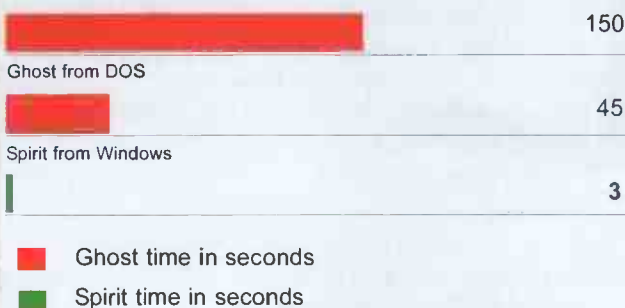 150
Ghost from DOS
45
Spirit from Windows
3
Ghost time in seconds
Spirit time in seconds